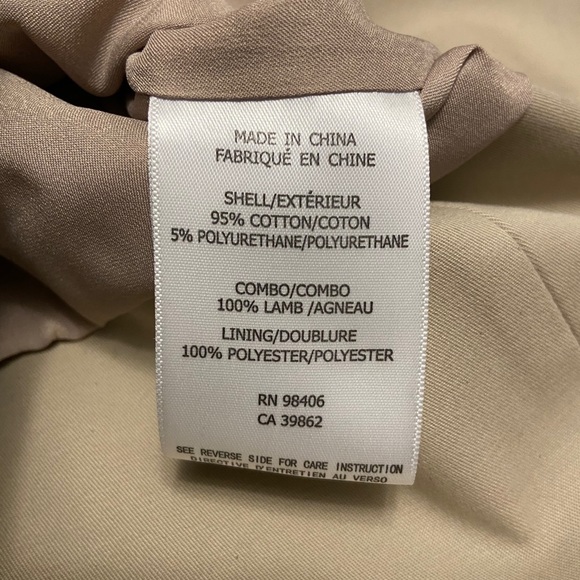 MADE IN CHINA
FABRIQUÉ EN CHINE
SHELL/EXTÉRIEUR
95% COTTON/COTON
5% POLYURETHANE/POLYURETHANE
COMBO/COMBO
100% LAMB /AGNEAU
LINING/DOUBLURE
100% POLYESTER/POLYESTER
RN 98406
CA 39862
SEE REVERSE SIDE FOR CARE INSTRUCTION
DIRECTIVE D'ENTRETIEN AU VERSO